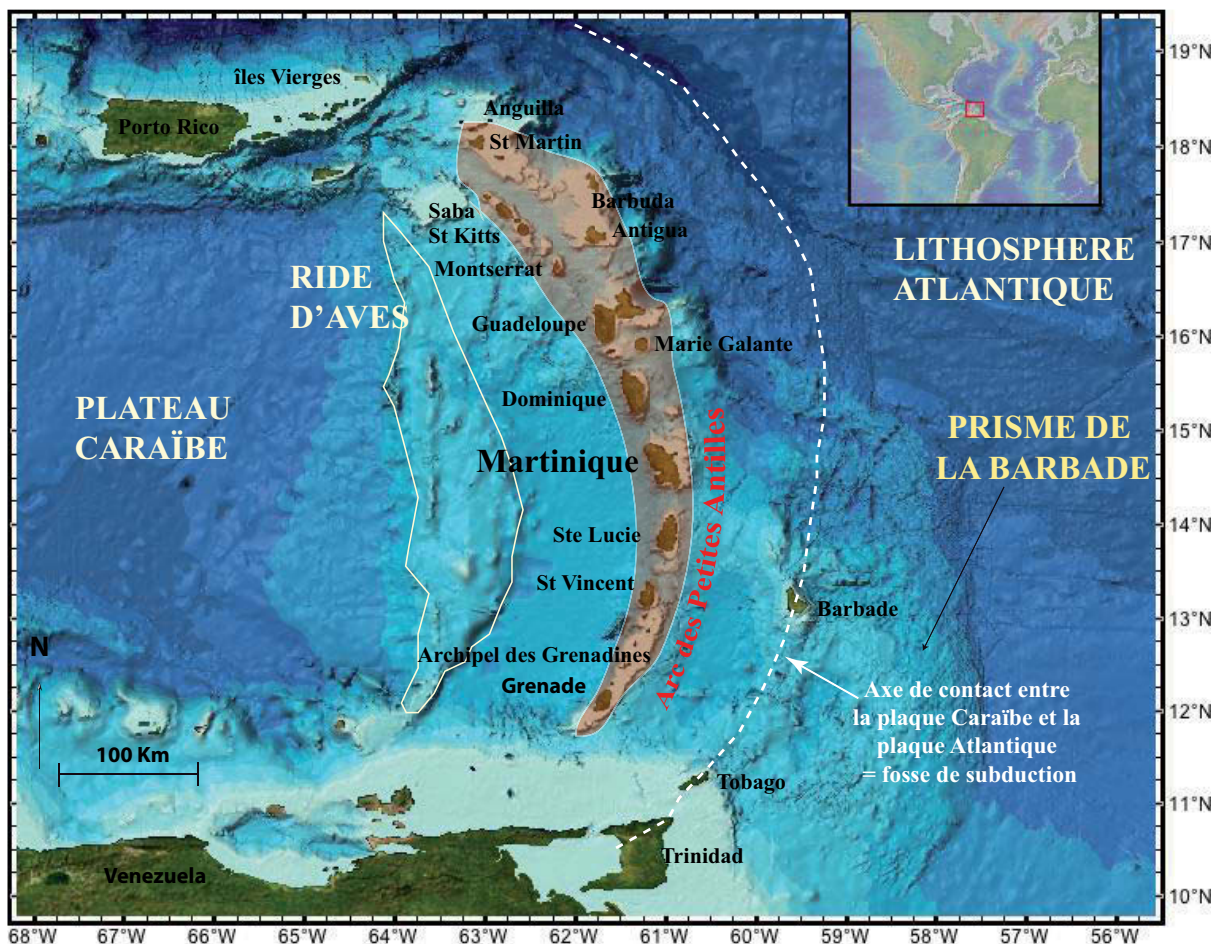 îles Vierges
Porto Rico
Anguilla
St Martin
Barbuda
Saba
St Kitts
Antigua
Montserrat
RIDE
D'AVES
LITHOSPHERE
ATLANTIQUE
Guadeloupe
Marie Galante
Dominique
PLATEAU
CARAÏBE
Martinique
Arc des Petites Antilles
PRISME DE
LA BARBADE
Ste Lucie
St Vincent
Barbade
Archipel des Grenadines
Grenade
N
100 Km
Axe de contact entre
la plaque Caraïbe et la
plaque Atlantique
= fosse de subduction
Tobago
Trinidad
Venezuela
19°N
18°N
17°N
16°N
15°N
14°N
13°N
12°N
11°N
10°N
68°W 67°W 66°W 65°W 64°W 63°W 62°W 61°W 60°W 59°W 58°W 57°W 56°W